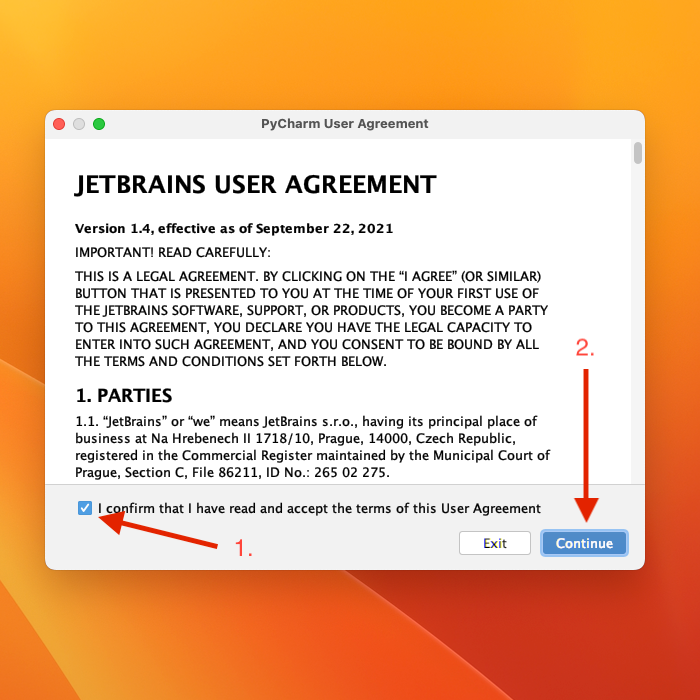 PyCharm User Agreement
JETBRAINS USER AGREEMENT
Version 1.4, effective as of September 22, 2021
IMPORTANT! READ CAREFULLY:
THIS IS A LEGAL AGREEMENT. BY CLICKING ON THE “I AGREE” (OR SIMILAR)
BUTTON THAT IS PRESENTED TO YOU AT THE TIME OF YOUR FIRST USE OF
THE JETBRAINS SOFTWARE, SUPPORT, OR PRODUCTS, YOU BECOME A PARTY
TO THIS AGREEMENT, YOU DECLARE YOU HAVE THE LEGAL CAPACITY TO
ENTER INTO SUCH AGREEMENT, AND YOU CONSENT TO BE BOUND BY ALL
THE TERMS AND CONDITIONS SET FORTH BELOW.
2.
1. PARTIES
1.1. “JetBrains” or “we” means JetBrains s.r.o., having its principal place of
business at Na Hrebenech II 1718/10, Prague, 14000, Czech Republic,
registered in the Commercial Register maintained by the Municipal Court of
Prague, Section C, File 86211, ID No.: 265 02 275.
I confirm that I have read and accept the terms of this User Agreement
1.
Exit
Continue